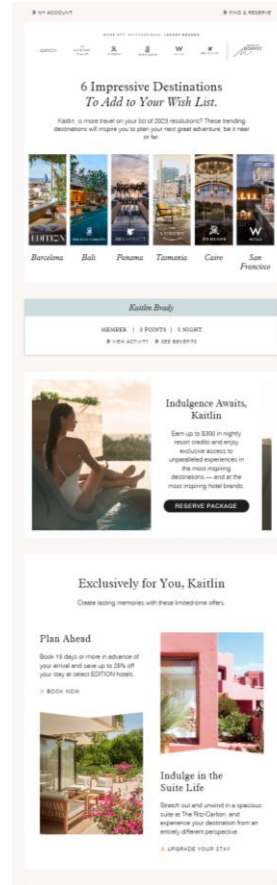 MY ACCOUNT
FIND & RESERVE
MARRIOTT INTERNATIONAL LUXURY BRANDS
EDITION
W
6 Impressive Destinations
To Add to Your Wish List.
Kaitlin, is more travel on your list of 2023 resolutions? These trending
destinations will inspire you to plan your next great adventure, be it near
or far.
EDITION
W
Barcelona
Bali
Panama
Tasmania
Cairo
San
Francisco
Kaitlin Brady
MEMBER | 0 POINTS | 0 NIGHT
VIEW ACTIVITY
SEE BENEFITS
Indulgence Awaits,
Kaitlin
Earn up to $300 in nightly
resort credits and enjoy
exclusive access to
unparalleled experiences in
the most inspiring
destinations — and at the
most inspiring hotel brands.
RESERVE PACKAGE
Exclusively for You, Kaitlin
Create lasting memories with these limited-time offers.
Plan Ahead
Book 15 days or more in advance of
your arrival and save up to 25% off
your stay at select EDITION hotels.
BOOK NOW
Indulge in the
Suite Life
Stretch out and unwind in a spacious
suite at The Ritz-Carlton, and
experience your destination from an
entirely different perspective.
UPGRADE YOUR STAY